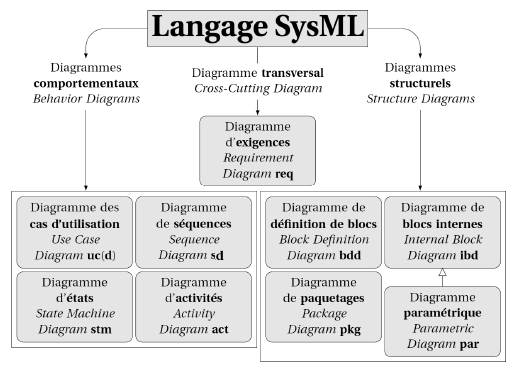 Langage SysML
Diagrammes
comportementaux
Behavior Diagrams
Diagramme transversal
Cross-Cutting Diagram
Diagrammes
structurels
Structure Diagrams
Diagramme
d'exigences
Requirement
Diagram req
Diagramme des
cas d'utilisation
Use Case
Diagram uc(d)
Diagramme
de séquences
Sequence
Diagram sd
Diagramme
d'états
State Machine
Diagram stm
Diagramme
d'activités
Activity
Diagram act
Diagramme de
définition de blocs
Block Definition
Diagram bdd
Diagramme de
blocs internes
Internal Block
Diagram ibd
Diagramme
de paquetages
Package
Diagram pkg
Diagramme
paramétrique
Parametric
Diagram par